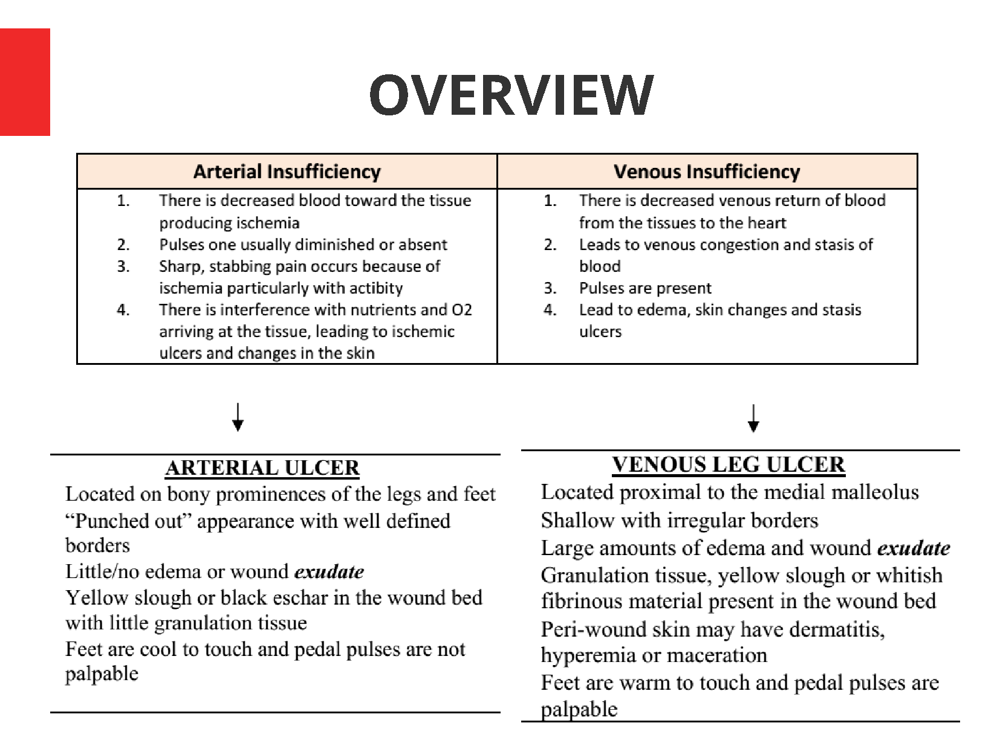 OVERVIEW
Arterial Insufficiency
1. There is decreased blood toward the tissue
producing ischemia
2. Pulses one usually diminished or absent
3. Sharp, stabbing pain occurs because of
ischemia particularly with actibity
4. There is interference with nutrients and O2
arriving at the tissue, leading to ischemic
ulcers and changes in the skin
Venous Insufficiency
1. There is decreased venous return of blood
from the tissues to the heart
2. Leads to venous congestion and stasis of
blood
3. Pulses are present
4. Lead to edema, skin changes and stasis
ulcers
ARTERIAL ULCER
Located on bony prominences of the legs and feet
“Punched out” appearance with well defined
borders
Little/no edema or wound exudate
Yellow slough or black eschar in the wound bed
with little granulation tissue
Feet are cool to touch and pedal pulses are not
palpable
VENOUS LEG ULCER
Located proximal to the medial malleolus
Shallow with irregular borders
Large amounts of edema and wound exudate
Granulation tissue, yellow slough or whitish
fibrinous material present in the wound bed
Peri-wound skin may have dermatitis,
hyperemia or maceration
Feet are warm to touch and pedal pulses are
palpable